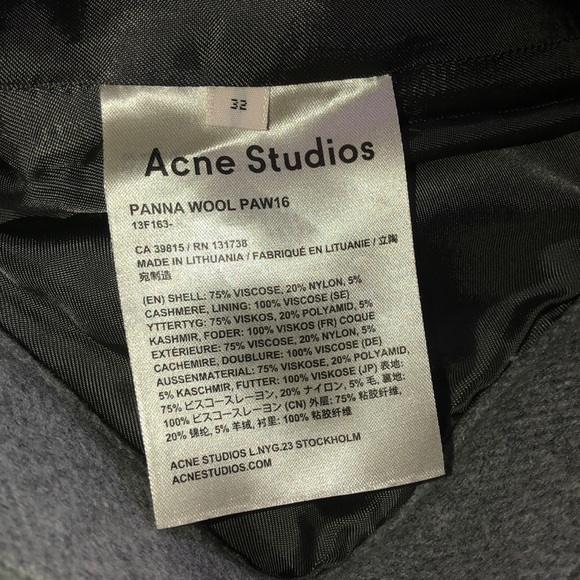 32
Acne Studios
PANNA WOOL PAW16
13F163-
CA 39815 / RN 131738
MADE IN LITHUANIA / FABRIQUÉ EN LITUANIE / 立陶
宛制造
(EN) SHELL: 75% VISCOSE, 20% NYLON, 5%
CASHMERE, LINING: 100% VISCOSE (SE)
YTTERTYG: 75% VISKOS, 20% POLYAMID, 5%
KASHMIR, FODER: 100% VISKOS (FR) COQUE
EXTÉRIEURE: 75% VISCOSE, 20% NYLON, 5%
CACHEMIRE, DOUBLURE: 100% VISCOSE (DE)
AUSSENMATERIAL: 75% VISKOSE, 20% POLYAMID,
5% KASCHMIR, FUTTER: 100% VISKOSE (JP) 表地:
75% ビスコースレーヨン, 20% ナイロン, 5% 毛, 裏地:
100% ビスコースレーヨン (CN) 外层: 75% 粘胶纤维,
20% 锦纶, 5% 羊绒, 衬里: 100% 粘胶纤维
ACNE STUDIOS L.NYG.23 STOCKHOLM
ACNESTUDIOS.COM